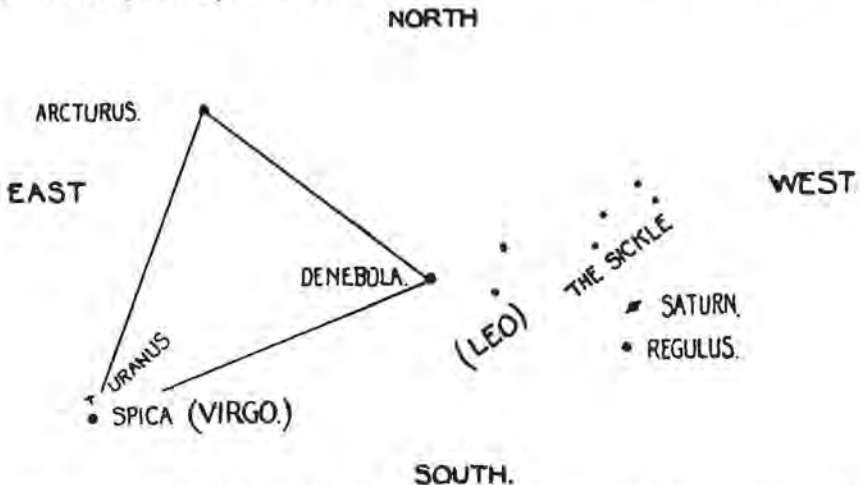 NORTH
ARCTURUS.
EAST
WEST
DENEBOLA.
THE SICKLE
SATURN.
(LEO)
REGULUS.
URANUS
SPICA (VIRGO.)
SOUTH.